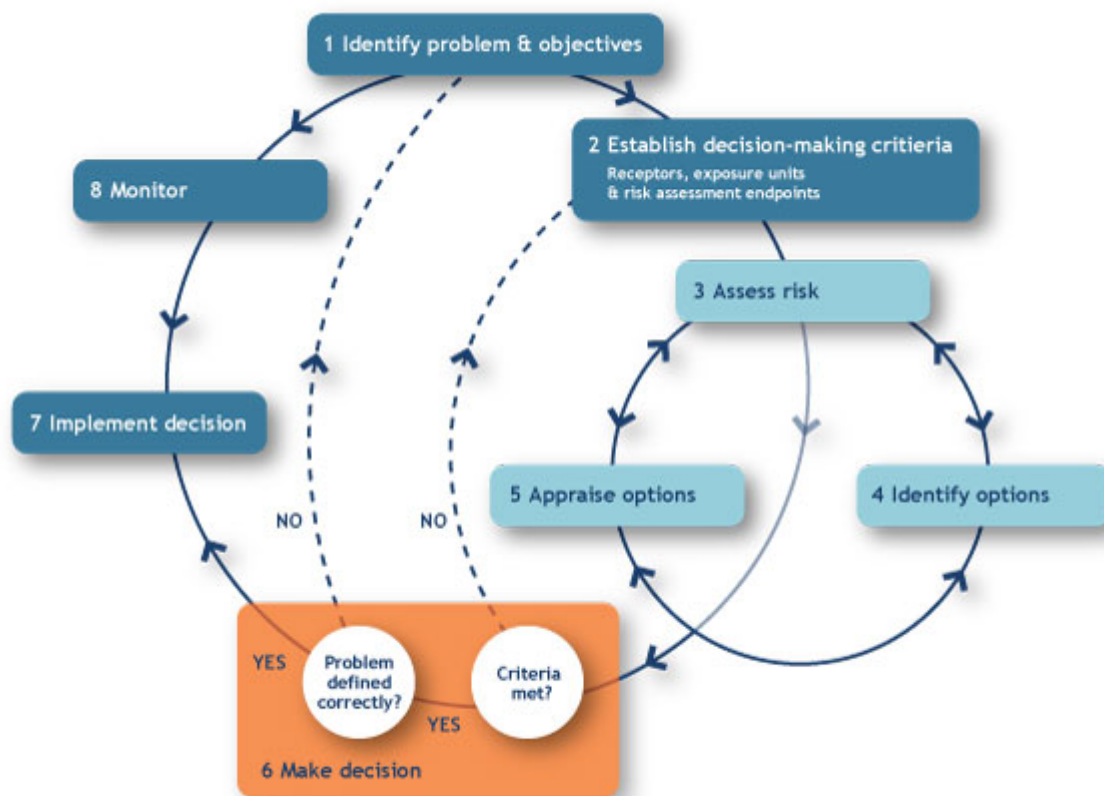 1 Identify problem & objectives
2 Establish decision-making critieria
Receptors, exposure units
& risk assessment endpoints
8 Monitor
3 Assess risk
7 Implement decision
5 Appraise options
4 Identify options
NO
NO
YES
Problem
defined
correctly?
YES
Criteria
met?
6 Make decision